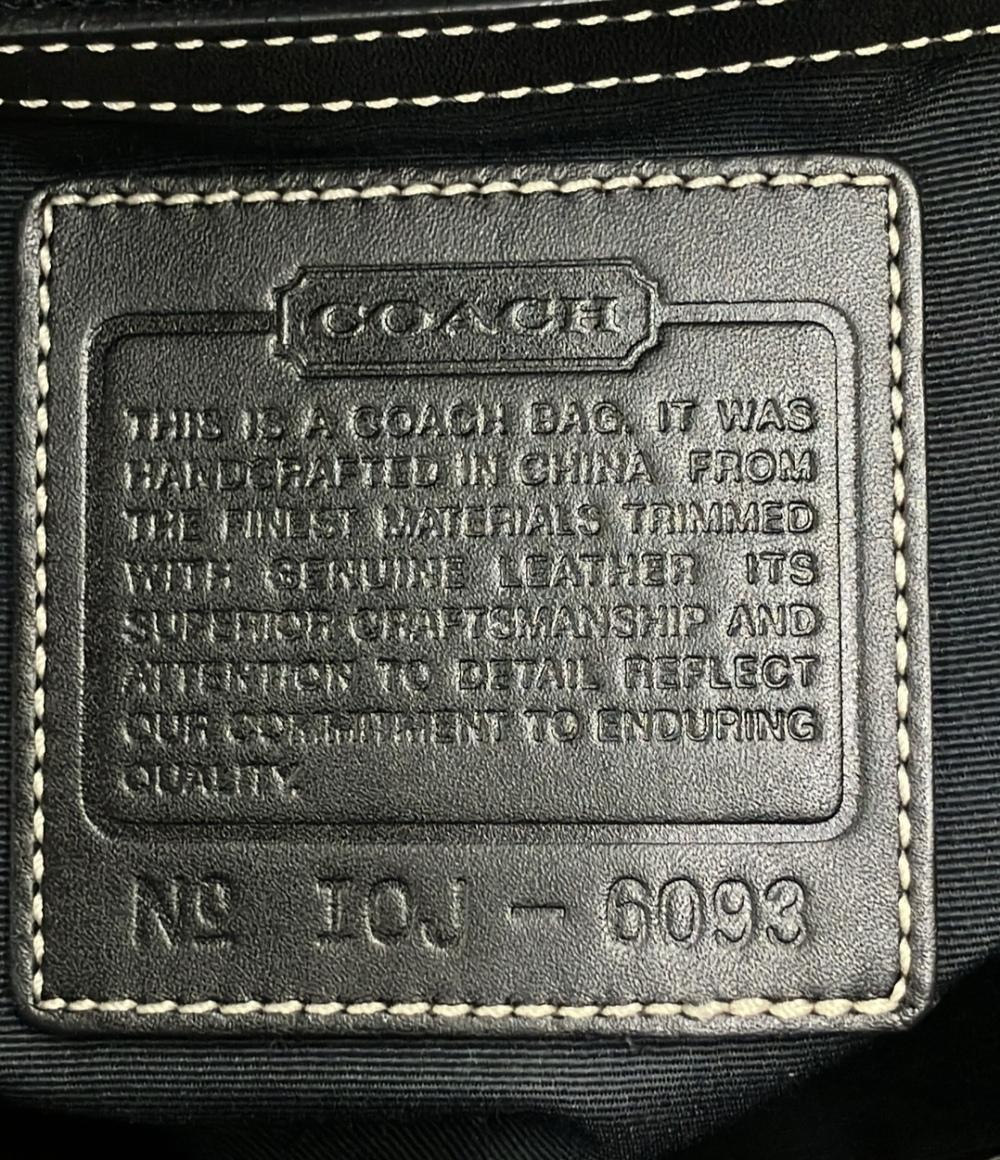 COACH
THIS IS A COACH BAG. IT WAS
HANDCRAFTED IN CHINA FROM
THE FINEST MATERIALS TRIMMED
WITH GENUINE LEATHER ITS
SUPERIOR CRAFTSMANSHIP AND
ATTENTION TO DETAIL REFLECT
OUR COMMITMENT TO ENDURING
QUALITY.
Nº IOJ - 6093